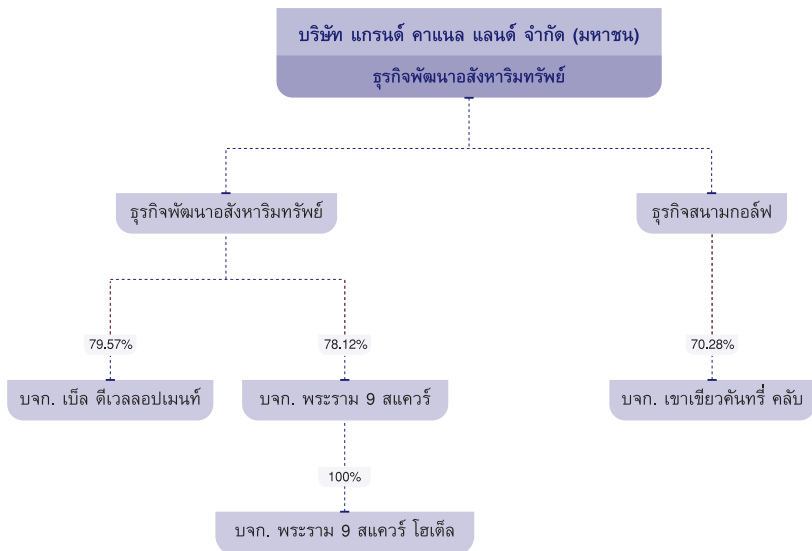 บริษัท แกรนด์ คาแนล แลนด์ จำกัด (มหาชน)
ธุรกิจพัฒนาอสังหาริมทรัพย์
ธุรกิจพัฒนาอสังหาริมทรัพย์
ธุรกิจสนามกอล์ฟ
79.57%
78.12%
70.28%
บจก. เบ็ล ดีเวลลอปเมนท์
บจก. พระราม 9 สแควร์
บจก. เขาเขียวคันทรี่ คลับ
100%
บจก. พระราม 9 สแควร์ โฮเต็ล